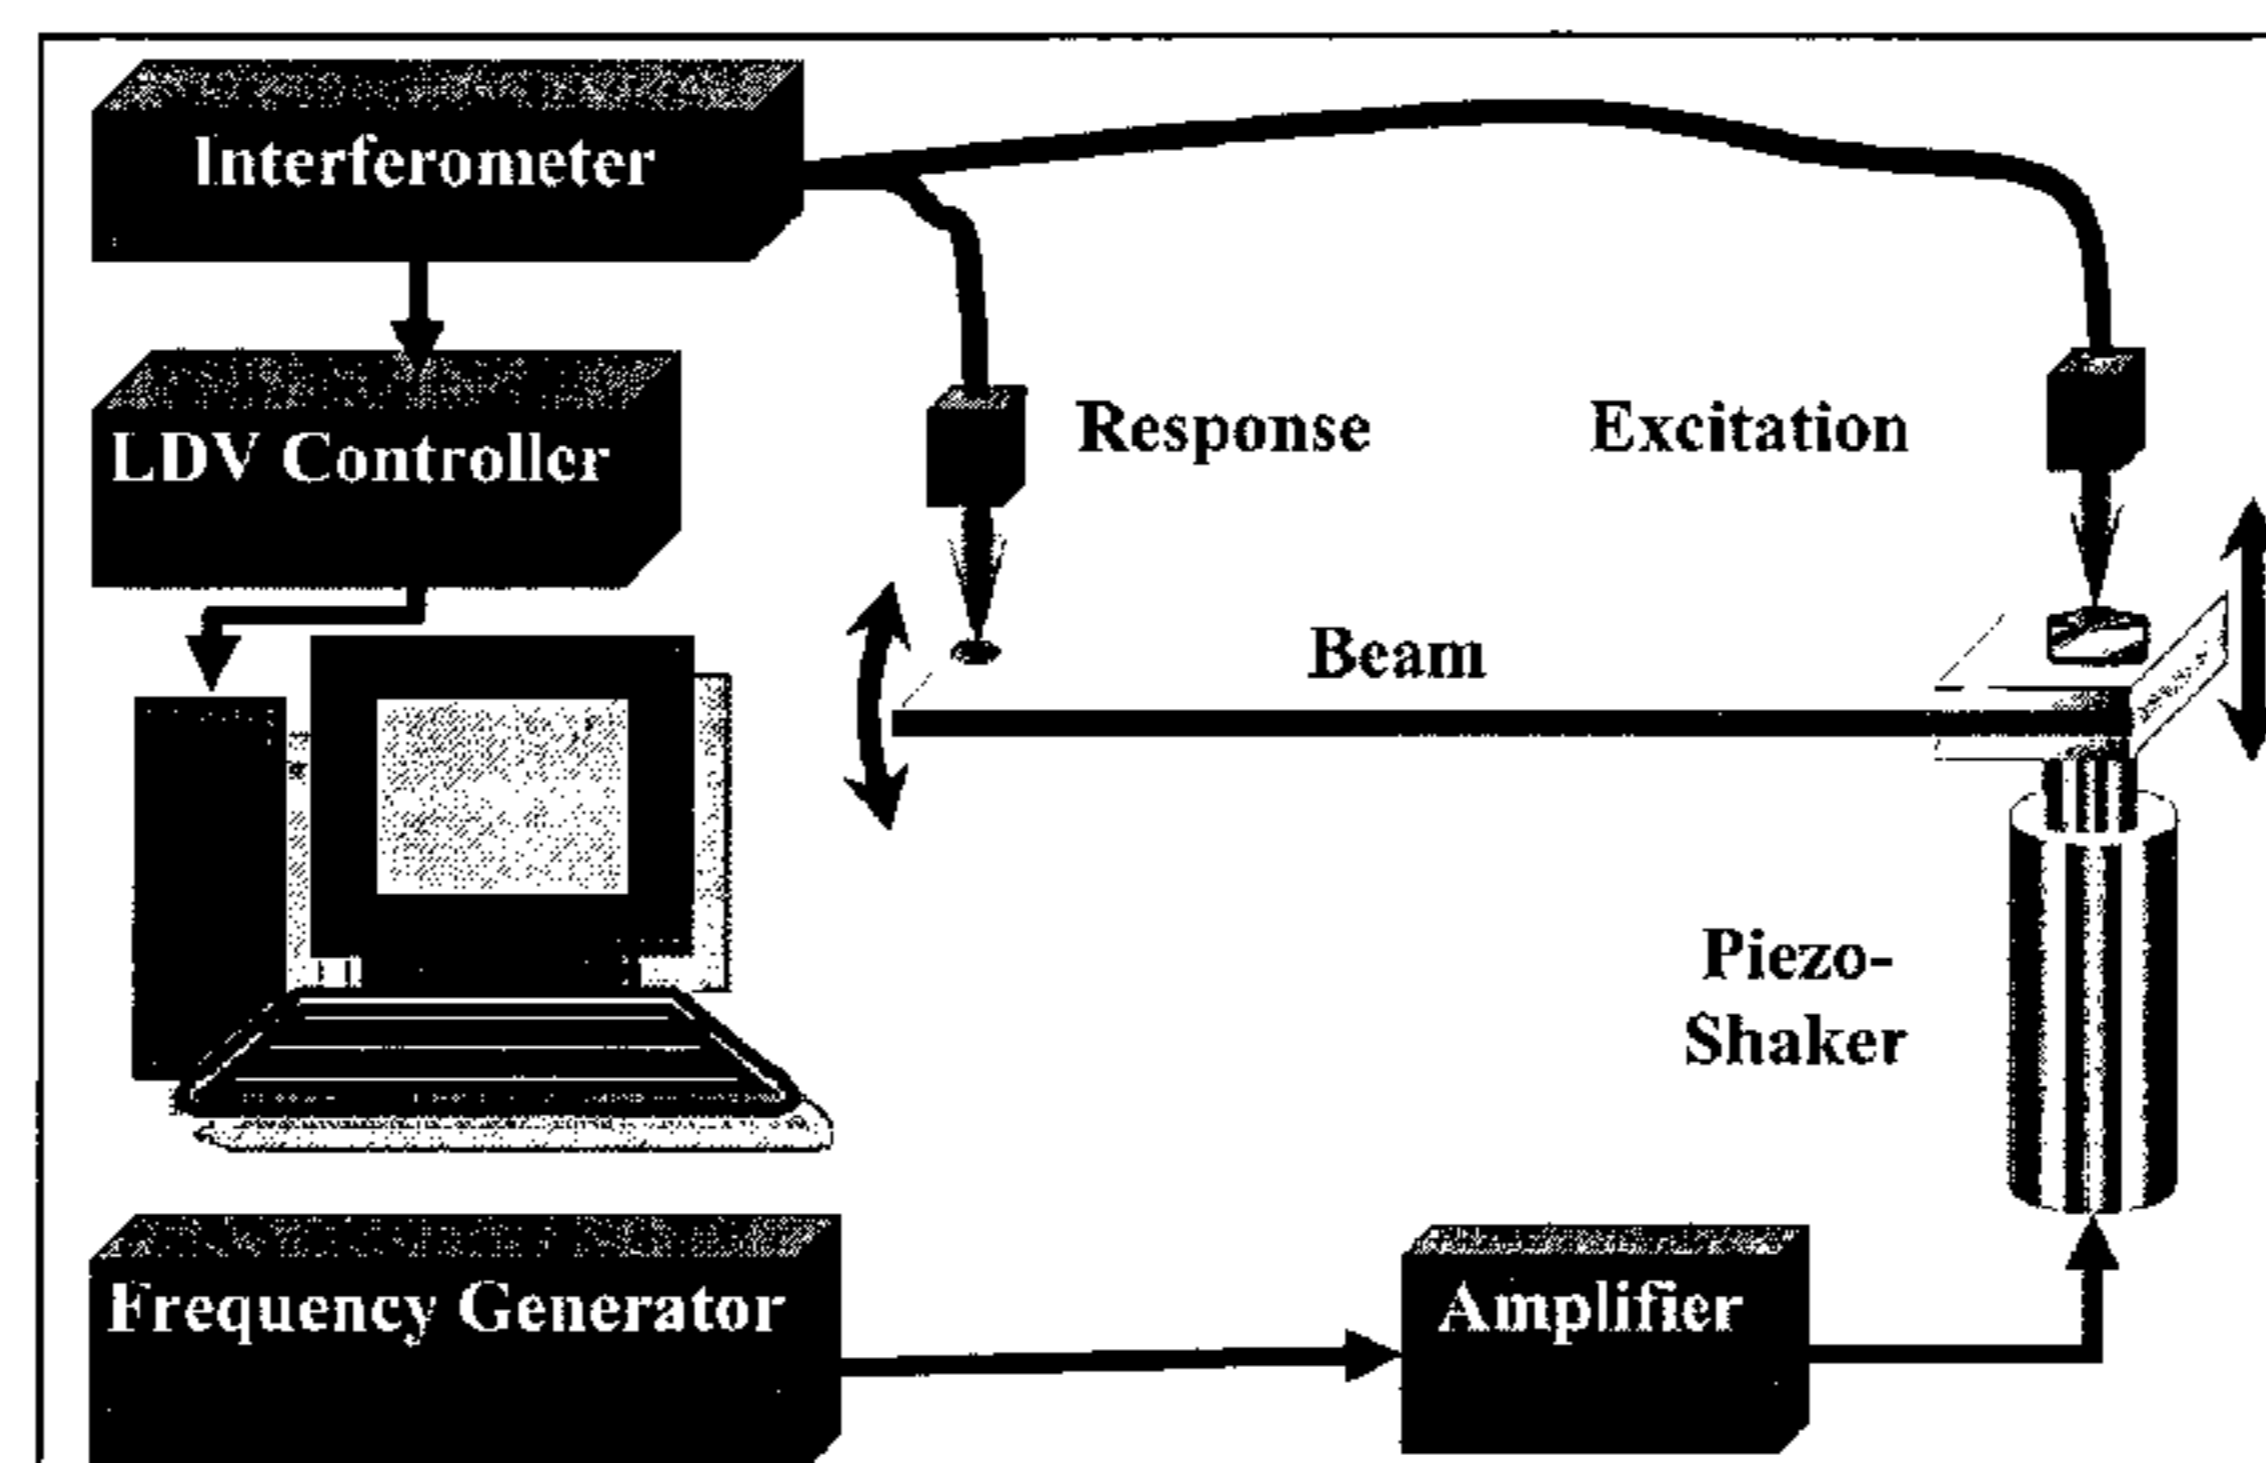 Interferometer
LDV Controller
Response
Excitation
Beam
Piezo-
Shaker
Frequency Generator
Amplifier